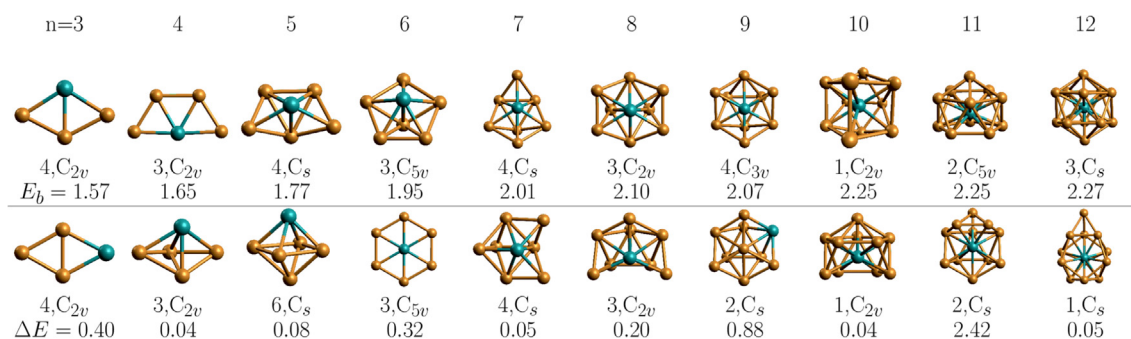 n=3 4 5 6 7 8 9 10 11 12
4,C2v 3,C2v 4,Cs 3,C5v 4,Cs 3,C2v 4,C3v 1,C2v 2,C5v 3,Cs
Eb = 1.57 1.65 1.77 1.95 2.01 2.10 2.07 2.25 2.25 2.27
4,C2v 3,C2v 6,Cs 3,C5v 4,Cs 3,C2v 2,Cs 1,C2v 2,Cs 1,Cs
ΔE = 0.40 0.04 0.08 0.32 0.05 0.20 0.88 0.04 2.42 0.05